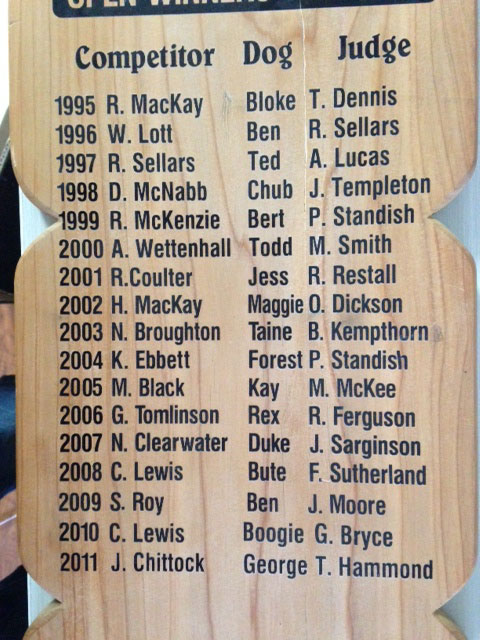 OPEN WINNERS
Competitor Dog Judge
1995 R. MacKay Bloke T. Dennis
1996 W. Lott Ben R. Sellars
1997 R. Sellars Ted A. Lucas
1998 D. McNabb Chub J. Templeton
1999 R. McKenzie Bert P. Standish
2000 A. Wettenhall Todd M. Smith
2001 R.Coulter Jess R. Restall
2002 H. MacKay Maggie O. Dickson
2003 N. Broughton Taine B. Kempthorn
2004 K. Ebbett Forest P. Standish
2005 M. Black Kay M. McKee
2006 G. Tomlinson Rex R. Ferguson
2007 N. Clearwater Duke J. Sarginson
2008 C. Lewis Bute F. Sutherland
2009 S. Roy Ben J. Moore
2010 C. Lewis Boogie G. Bryce
2011 J. Chittock George T. Hammond